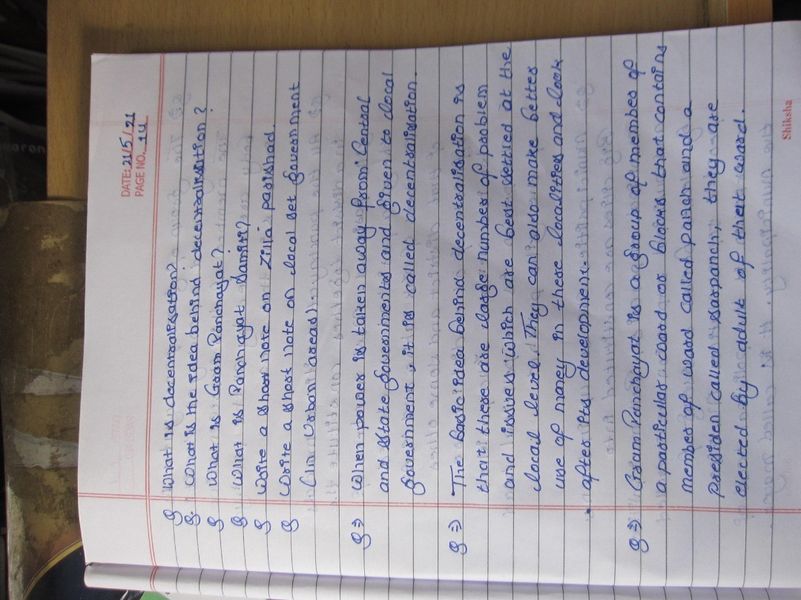 DATE: 21/5/21
PAGE NO. 14
Q What is decentralisation?
Q. What is the idea behind decentralisation?
Q What is Gram Panchayat?
Q What is Panchayat Samiti?
Q Write a short note on Zilla parishad
Q Write a short note on local set government
(in Urban areas).
Q ⇒ When power is taken away from Central
and state governments and given to local
government, it is called decentralisation.
Q ⇒ The basic idea behind decentralisation is
that there are large number of problem
and issues which are best settled at the
local level. They can also make better
use of money in these localities and look
after its development.
Q ⇒ Gram Panchayat is a group of member of
a particular ward or blocks that contains
member of ward called panch and a
presiden called sarpanch, they are
elected by adult of that ward.
Shiksha